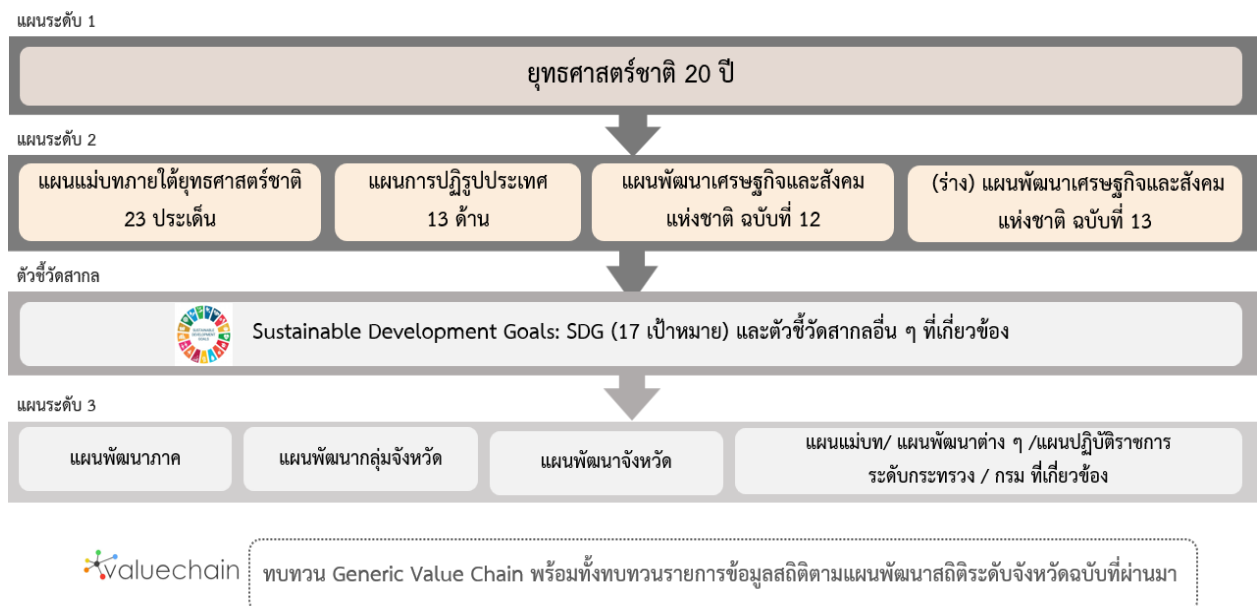 แผนระดับ 1
ยุทธศาสตร์ชาติ 20 ปี
แผนระดับ 2
แผนแม่บทภายใต้ยุทธศาสตร์ชาติ
23 ประเด็น
แผนการปฏิรูปประเทศ
13 ด้าน
แผนพัฒนาเศรษฐกิจและสังคม
แห่งชาติ ฉบับที่ 12
(ร่าง) แผนพัฒนาเศรษฐกิจและสังคม
แห่งชาติ ฉบับที่ 13
ตัวชี้วัดสากล
SUSTAINABLE
DEVELOPMENT
GOALS
Sustainable Development Goals: SDG (17 เป้าหมาย) และตัวชี้วัดสากลอื่น ๆ ที่เกี่ยวข้อง
แผนระดับ 3
แผนพัฒนาภาค
แผนพัฒนากลุ่มจังหวัด
แผนพัฒนาจังหวัด
แผนแม่บท/ แผนพัฒนาต่าง ๆ /แผนปฏิบัติราชการ
ระดับกระทรวง / กรม ที่เกี่ยวข้อง
valuechain
ทบทวน Generic Value Chain พร้อมทั้งทบทวนรายการข้อมูลสถิติตามแผนพัฒนาสถิติระดับจังหวัดฉบับที่ผ่านมา